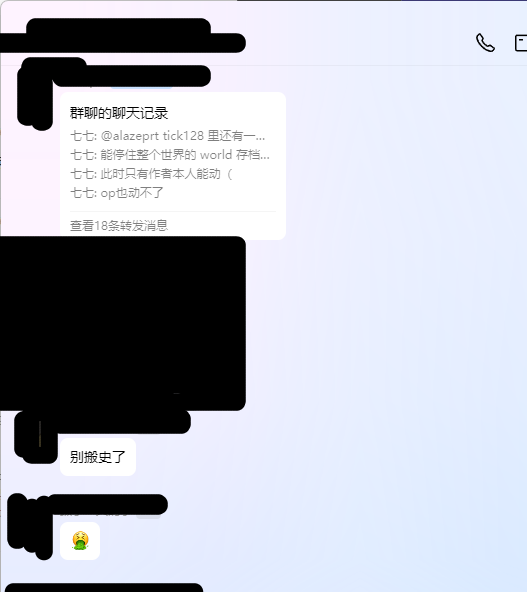 群聊的聊天记录
七七: @alazeprt tick128 里还有一...
七七: 能停住整个世界的 world 存档...
七七: 此时只有作者本人能动（
七七: op也动不了
查看18条转发消息
别搬史了
🤮